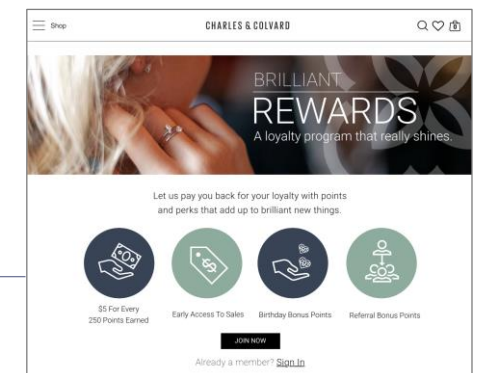 Shop
CHARLES & COLVARD
BRILLIANT
REWARDS
A loyalty program that really shines.
Let us pay you back for your loyalty with points
and perks that add up to brilliant new things.
$5 For Every
250 Points Earned
Early Access To Sales
Birthday Bonus Points
Referral Bonus Points
JOIN NOW
Already a member? Sign In